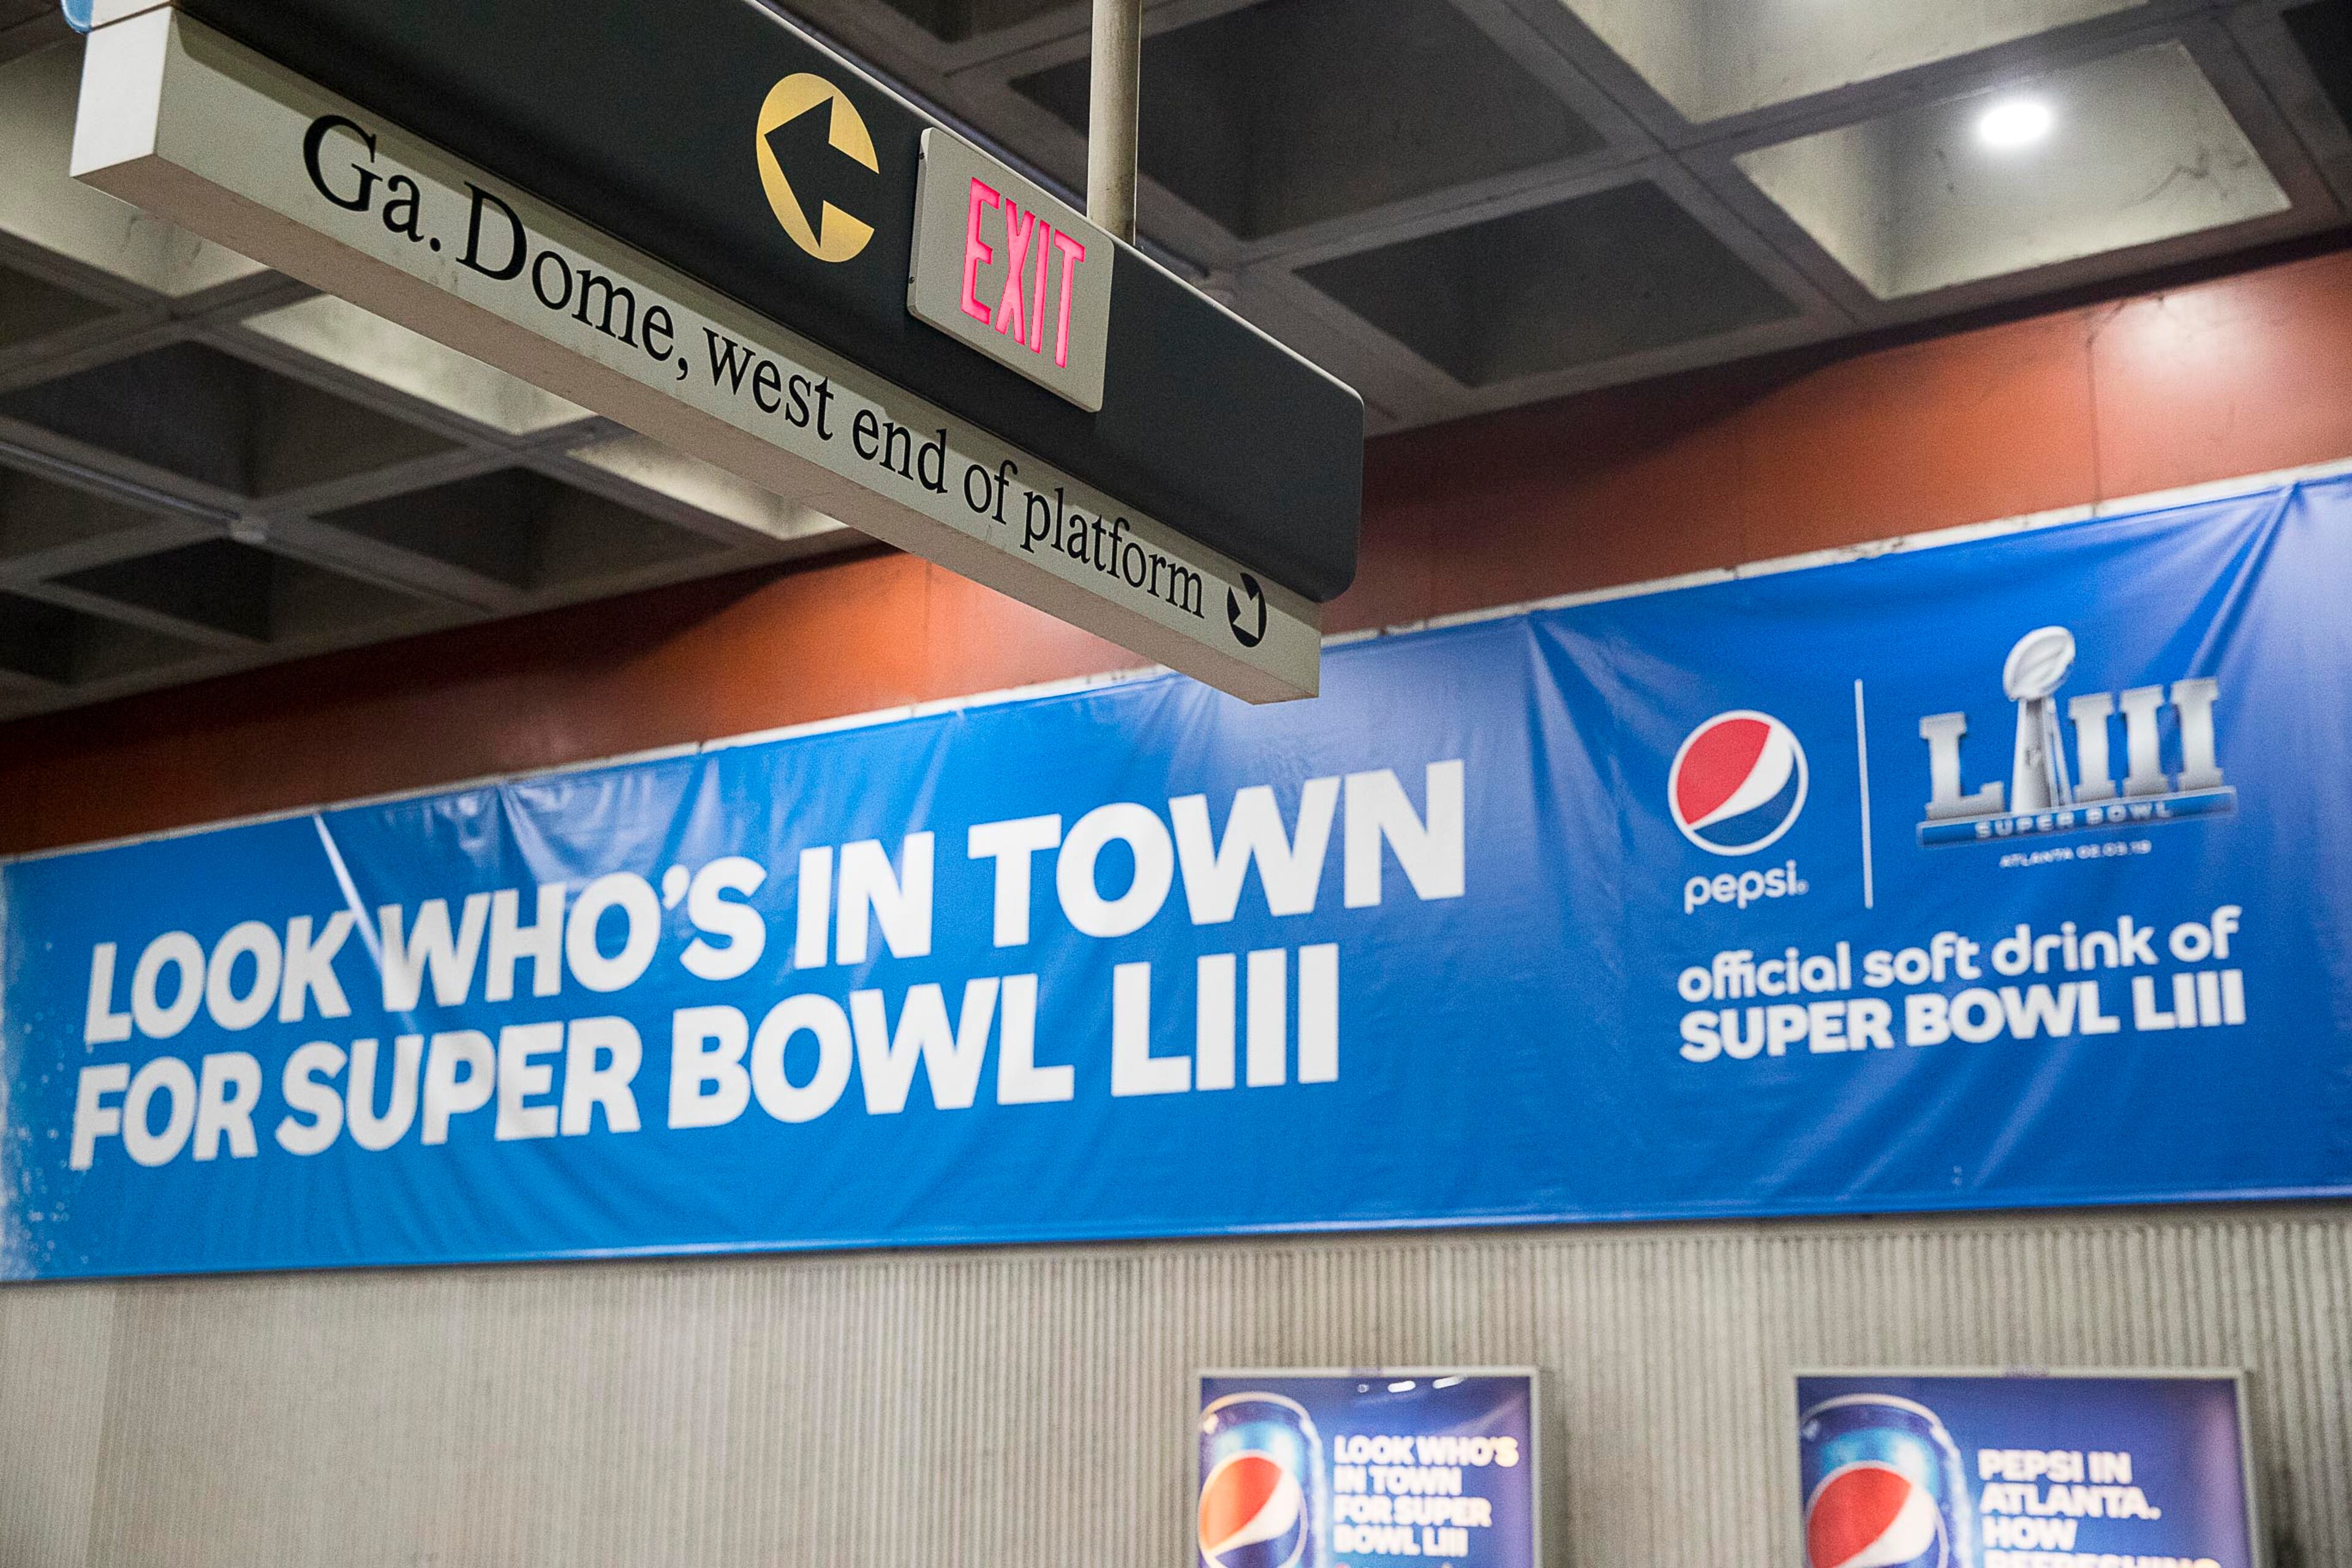 EXIT
Ga. Dome, west end of platform
LOOK WHO'S IN TOWN
FOR SUPER BOWL LIII
pepsi
LIII
SUPER BOWL
ATLANTA 02.03.19
official soft drink of
SUPER BOWL LIII
LOOK WHO'S
IN TOWN
FOR SUPER
BOWL LIII
PEPSI IN
ATLANTA.
HOW